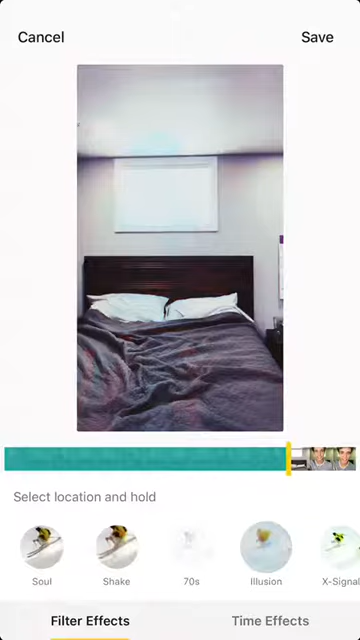 Cancel
Save
Select location and hold
Soul
Shake
70s
Illusion
X-Signal
Filter Effects
Time Effects